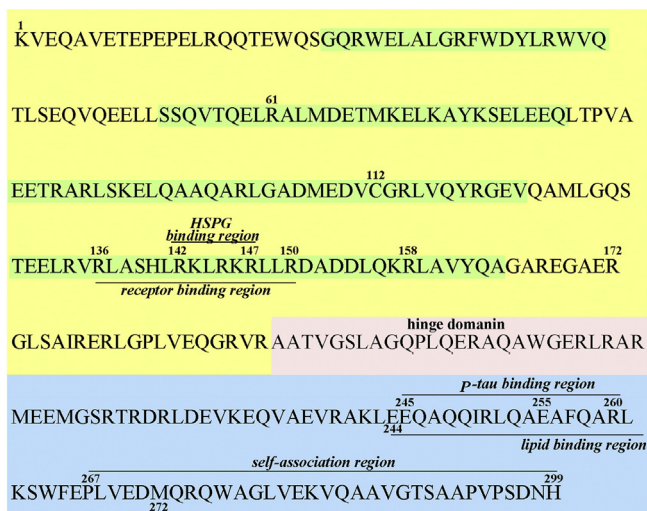 1
KVEQAVETEPEPELRQQTEWQSGQRWELALGRFWDYLRWVQ
61
TLSEQVQEELLSSQVTQELRALMDETMKELKAYKSELEEQLTPVA
112
EETRARLSKELQAAQARLGADMEDVCGRLVQYRGEVQAMLGQS
HSPG
binding region
136 142 147 150 158 172
TEELRVRLASHLRKLRKRLLRDADDLQKRLAVYQAGAREGAER
receptor binding region
hinge domanin
GLSAIRERLGPLVEQGRVRAATVGSLAGQPLQERAQAWGERLRAR
P-tau binding region
245 255 260
MEEMGSRTRDRLDEVKEQVAEVRAKLEEQAQQIRLQAEAFQARL
244
lipid binding region
self-association region
267 299
KSWFEPLVEDMQRQWAGLVEKVQAAVGTSAAPVPSDNH
272